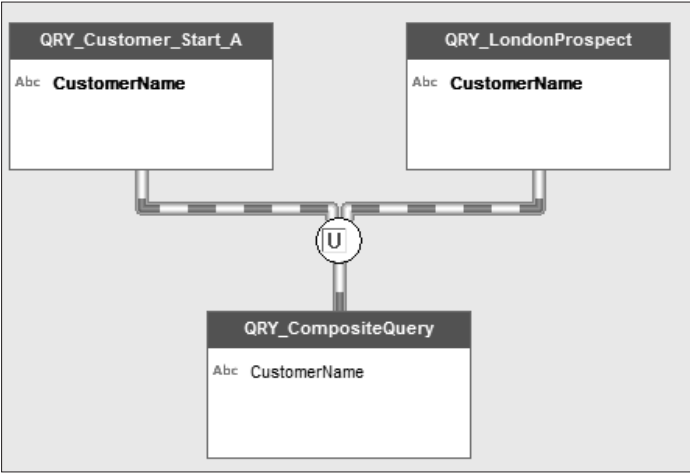 QRY_Customer_Start_A
Abc CustomerName
QRY_LondonProspect
Abc CustomerName
U
QRY_CompositeQuery
Abc CustomerName